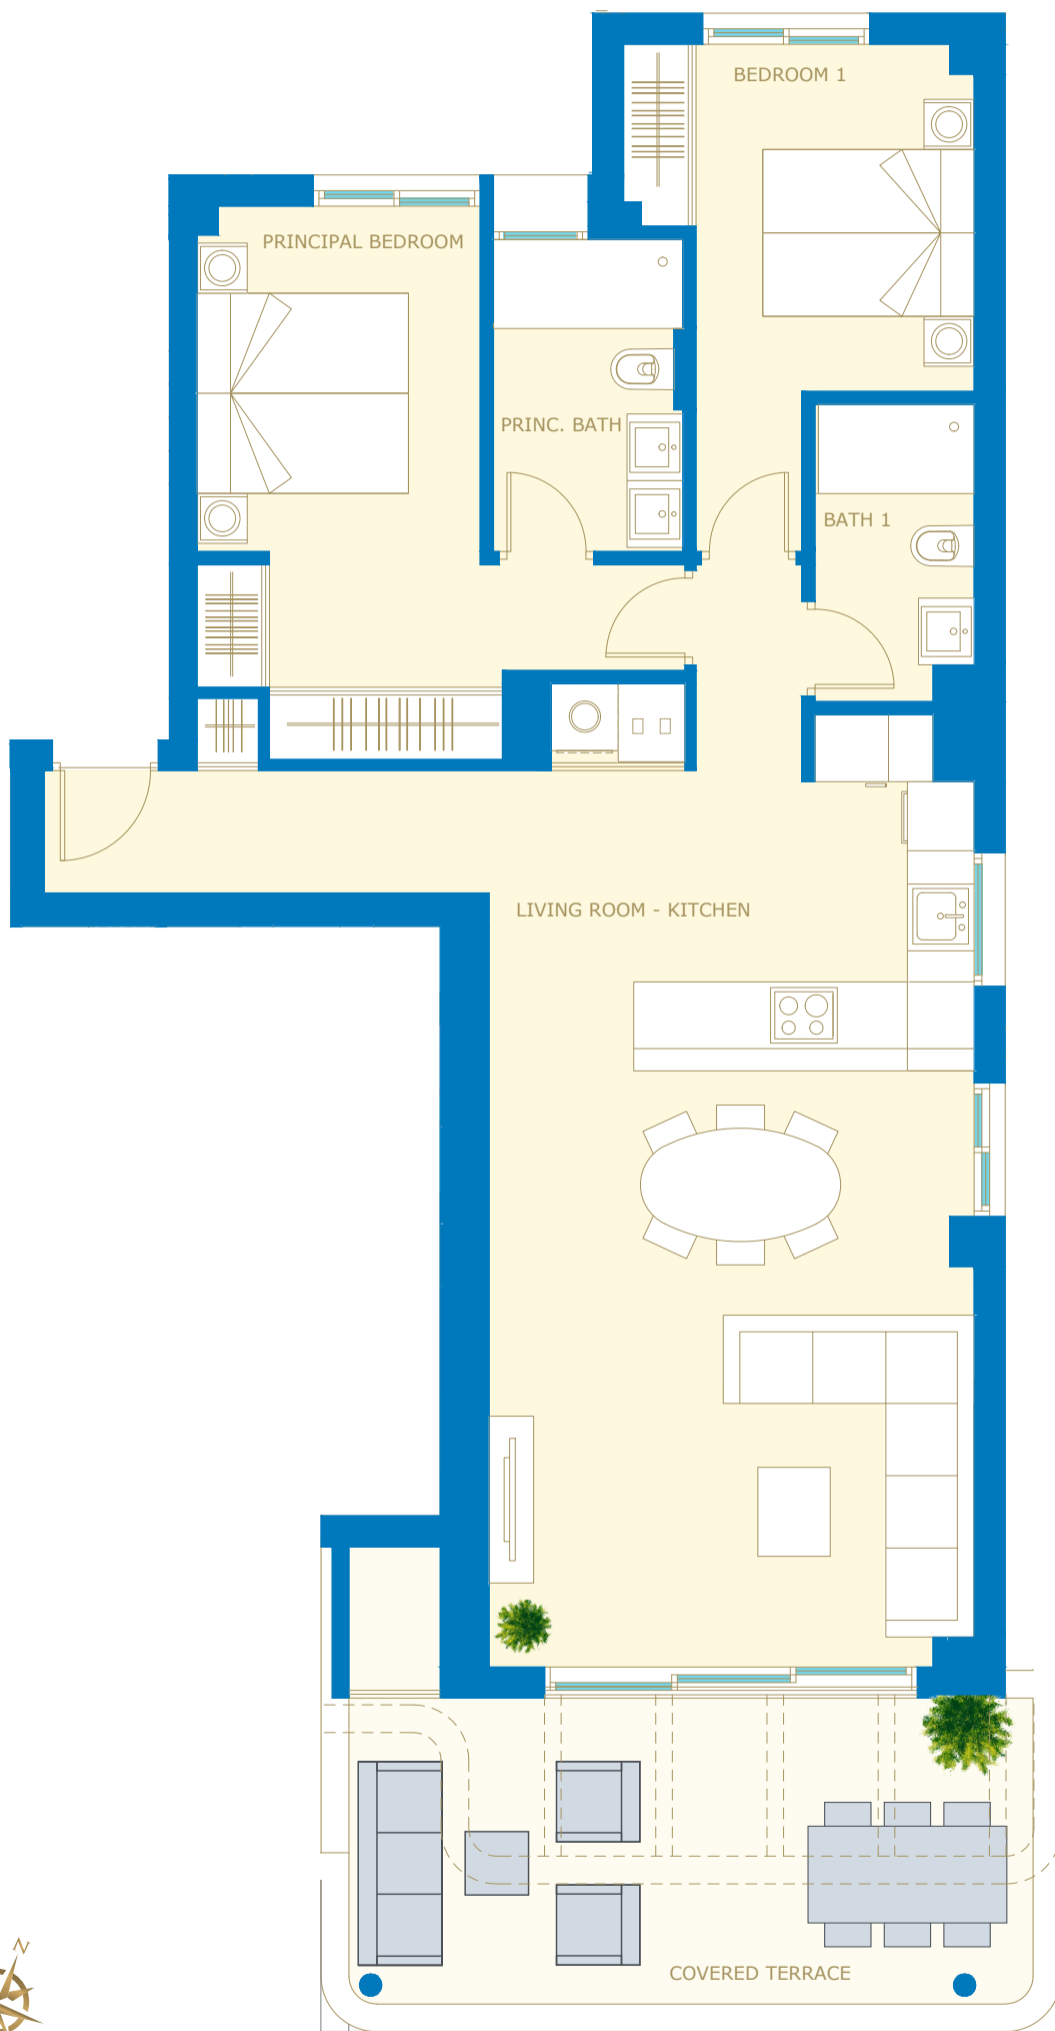 BEDROOM 1
PRINCIPAL BEDROOM
PRINC. BATH
BATH 1
LIVING ROOM - KITCHEN
COVERED TERRACE
N